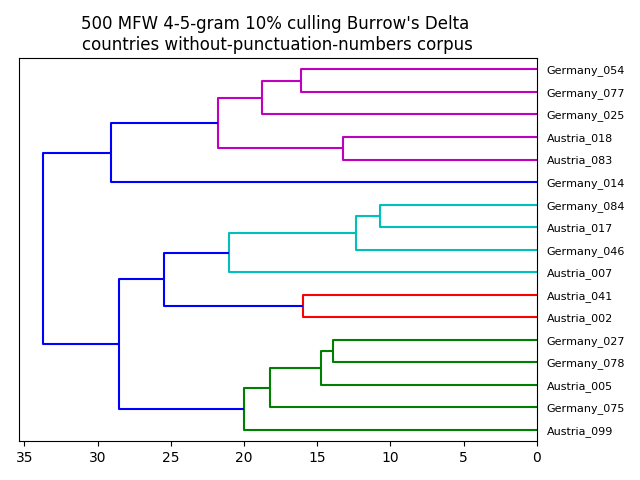 500 MFW 4-5-gram 10% culling Burrow's Delta
countries without-punctuation-numbers corpus
Germany_054
Germany_077
Germany_025
Austria_018
Austria_083
Germany_014
Germany_084
Austria_017
Germany_046
Austria_007
Austria_041
Austria_002
Germany_027
Germany_078
Austria_005
Germany_075
Austria_099
35 30 25 20 15 10 5 0